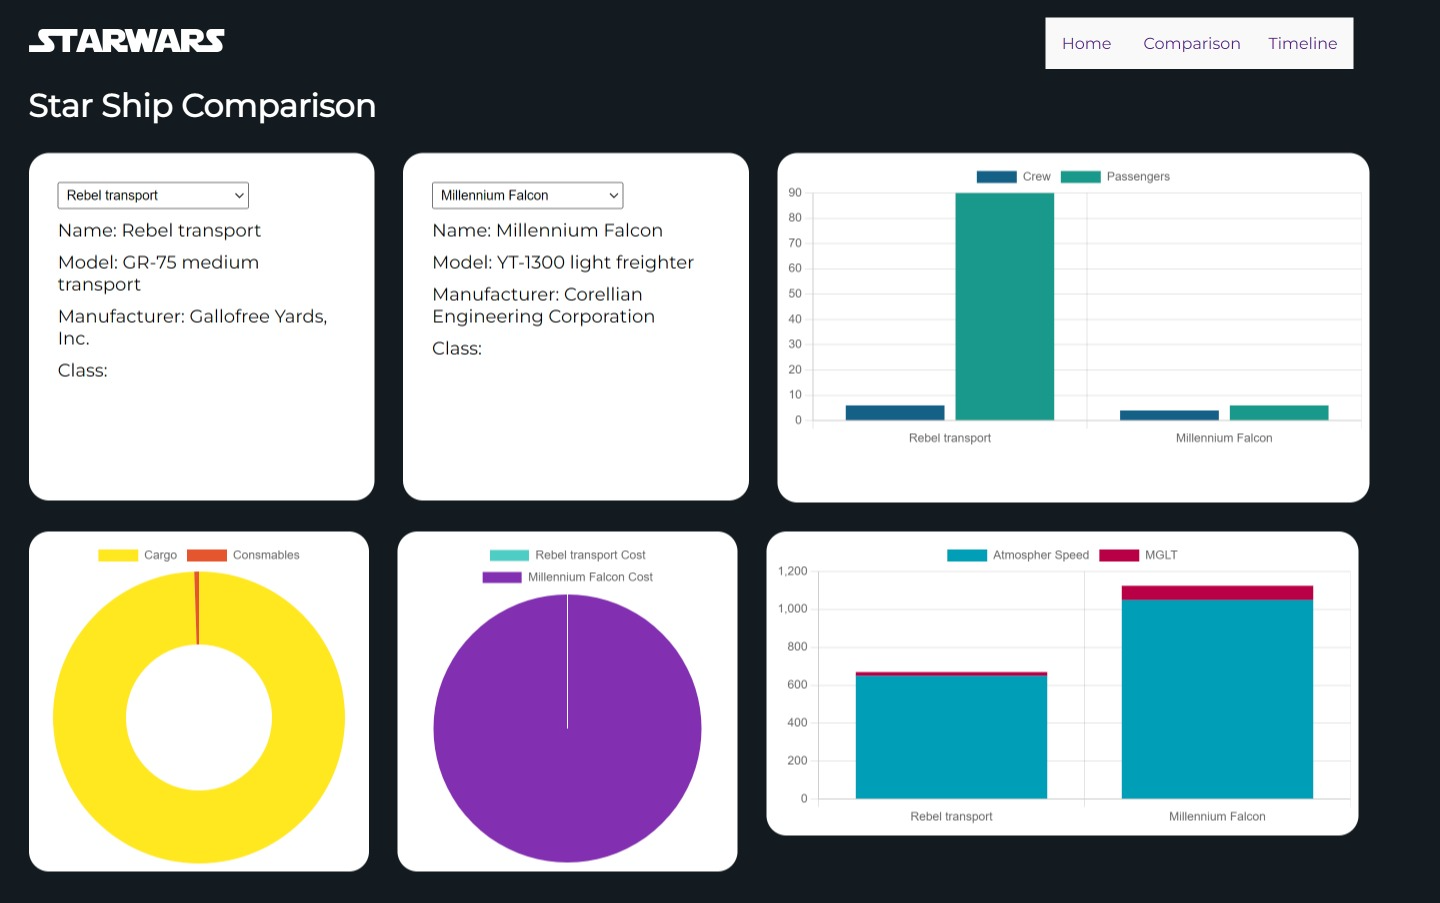 STARWARS
Home Comparison Timeline
Star Ship Comparison
Rebel transport
Name: Rebel transport
Model: GR-75 medium
transport
Manufacturer: Gallofree Yards,
Inc.
Class:
Millennium Falcon
Name: Millennium Falcon
Model: YT-1300 light freighter
Manufacturer: Corellian
Engineering Corporation
Class:
Crew Passengers
90
80
70
60
50
40
30
20
10
0
Rebel transport Millennium Falcon
Cargo Consmables
Rebel transport Cost
Millennium Falcon Cost
Atmospher Speed MGLT
1,200
1,000
800
600
400
200
0
Rebel transport Millennium Falcon